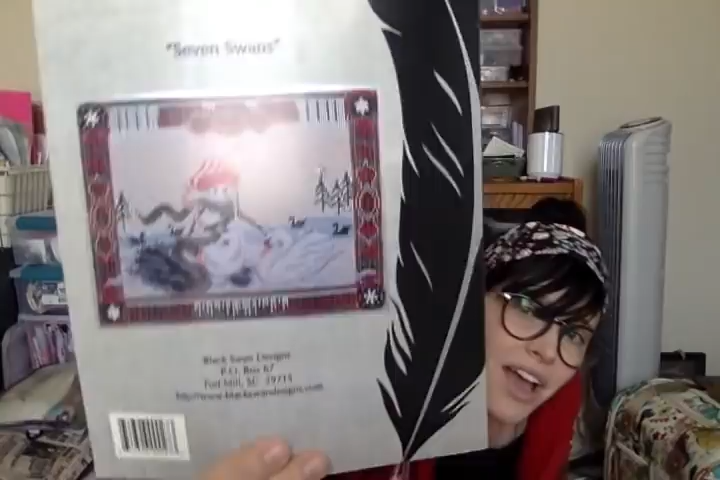 "Seven Swans"
Black Swan Designs
P.O. Box 67
Fort Mill, SC 29715
http://www.blackswandesigns.com